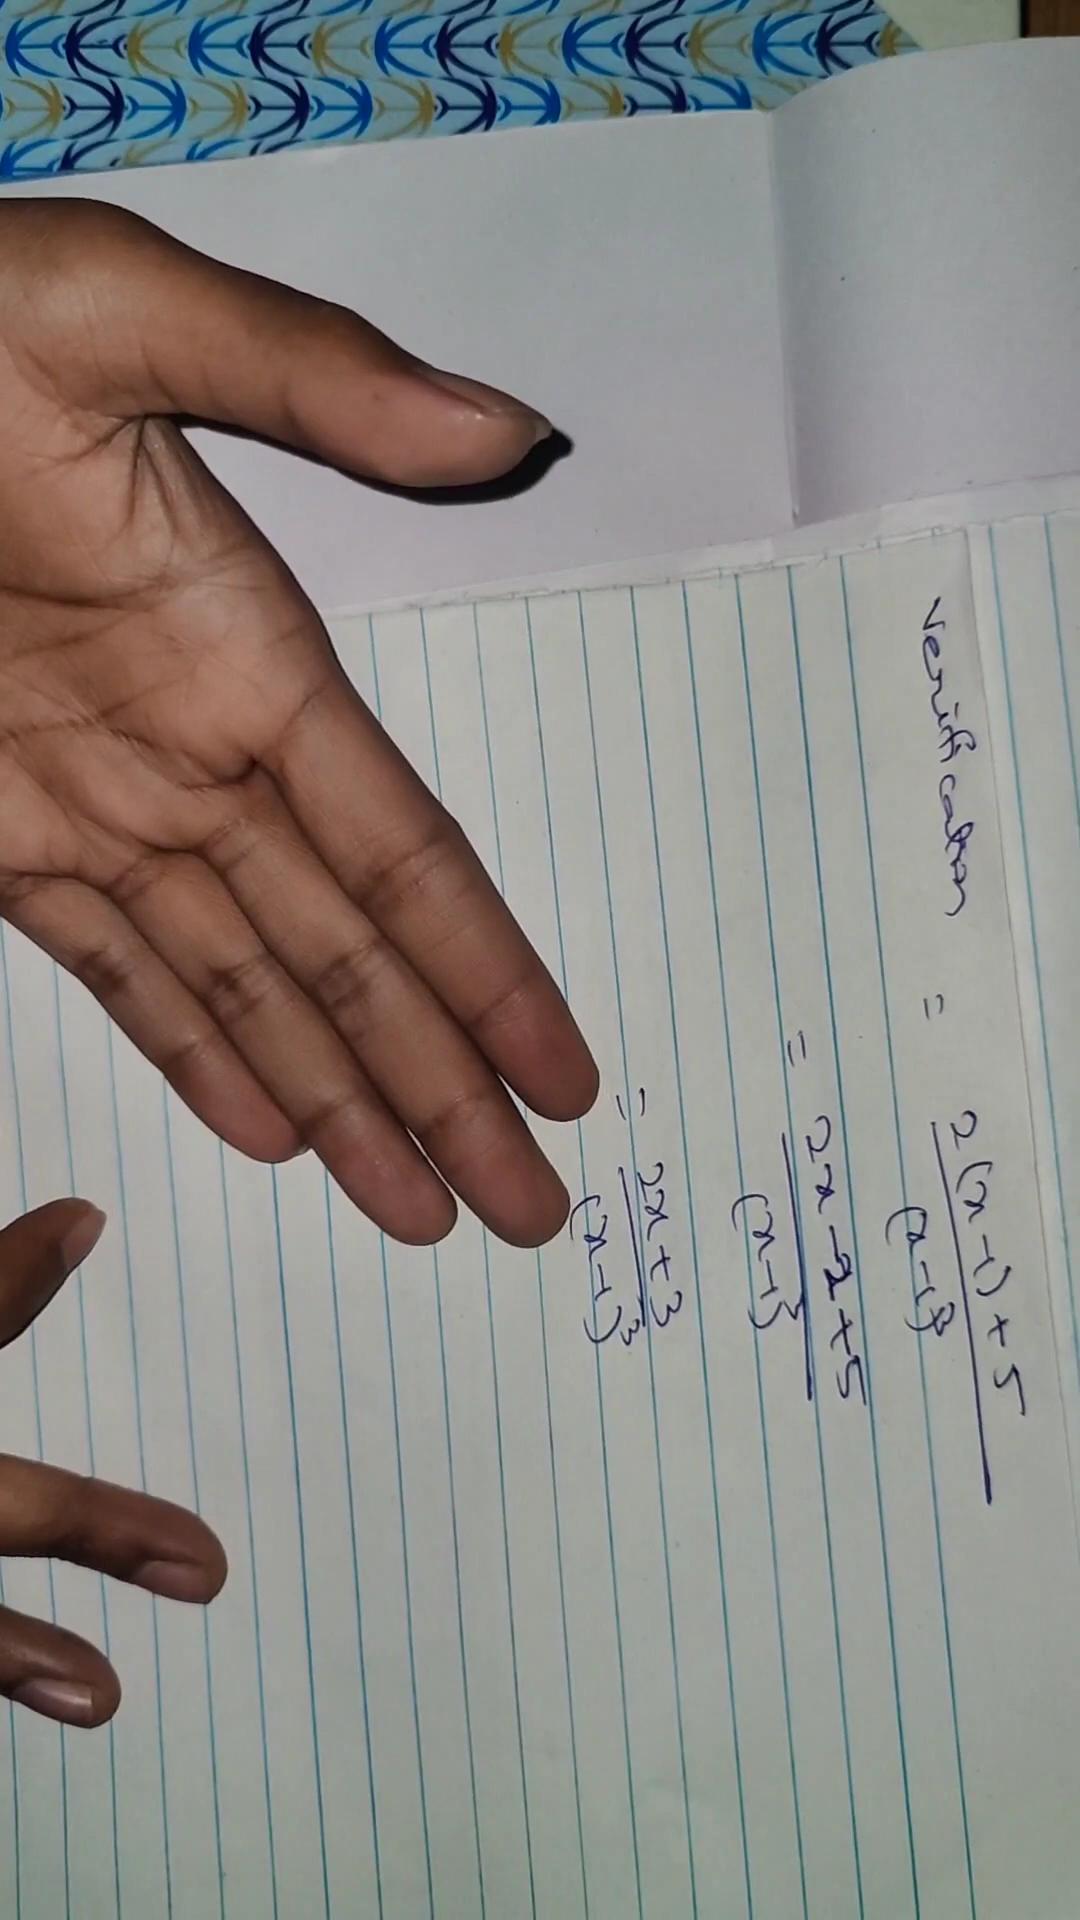 Verification = 2(x-1)+5 / (x-1)³
= 2x-2+5 / (x-1)³
= 2x+3 / (x-1)³